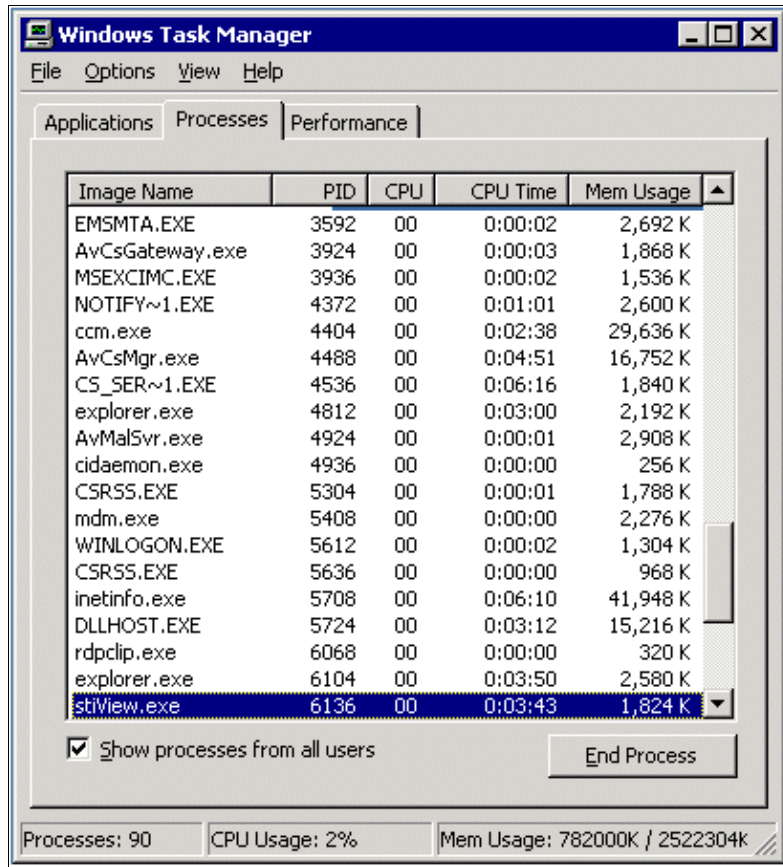 Windows Task Manager
File Options View Help
Applications Processes Performance
Image Name PID CPU CPU Time Mem Usage
EMSMTA.EXE 3592 00 0:00:02 2,692 K
AvCsGateway.exe 3924 00 0:00:03 1,868 K
MSEXCIMC.EXE 3936 00 0:00:02 1,536 K
NOTIFY~1.EXE 4372 00 0:01:01 2,600 K
ccm.exe 4404 00 0:02:38 29,636 K
AvCsMgr.exe 4488 00 0:04:51 16,752 K
CS_SER~1.EXE 4536 00 0:06:16 1,840 K
explorer.exe 4812 00 0:03:00 2,192 K
AvMalSvr.exe 4924 00 0:00:01 2,908 K
cidaemon.exe 4936 00 0:00:00 256 K
CSRSS.EXE 5304 00 0:00:01 1,788 K
mdm.exe 5408 00 0:00:00 2,276 K
WINLOGON.EXE 5612 00 0:00:02 1,304 K
CSRSS.EXE 5636 00 0:00:00 968 K
inetinfo.exe 5708 00 0:06:10 41,948 K
DLLHOST.EXE 5724 00 0:03:12 15,216 K
rdpclip.exe 6068 00 0:00:00 320 K
explorer.exe 6104 00 0:03:50 2,580 K
stiView.exe 6136 00 0:03:43 1,824 K
Show processes from all users End Process
Processes: 90 CPU Usage: 2% Mem Usage: 782000K / 2522304K